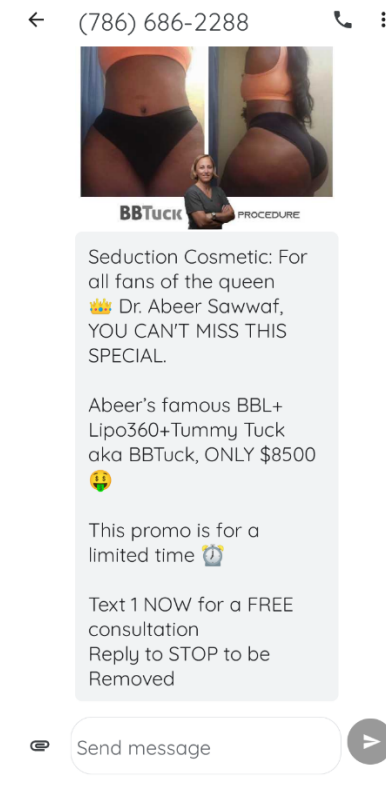 (786) 686-2288
BBTUCK PROCEDURE
Seduction Cosmetic: For
all fans of the queen
👑 Dr. Abeer Sawwaf,
YOU CAN'T MISS THIS
SPECIAL.
Abeer's famous BBL+
Lipo360+Tummy Tuck
aka BBTuck, ONLY $8500
🤑
This promo is for a
limited time ⏰
Text 1 NOW for a FREE
consultation
Reply to STOP to be
Removed
Send message